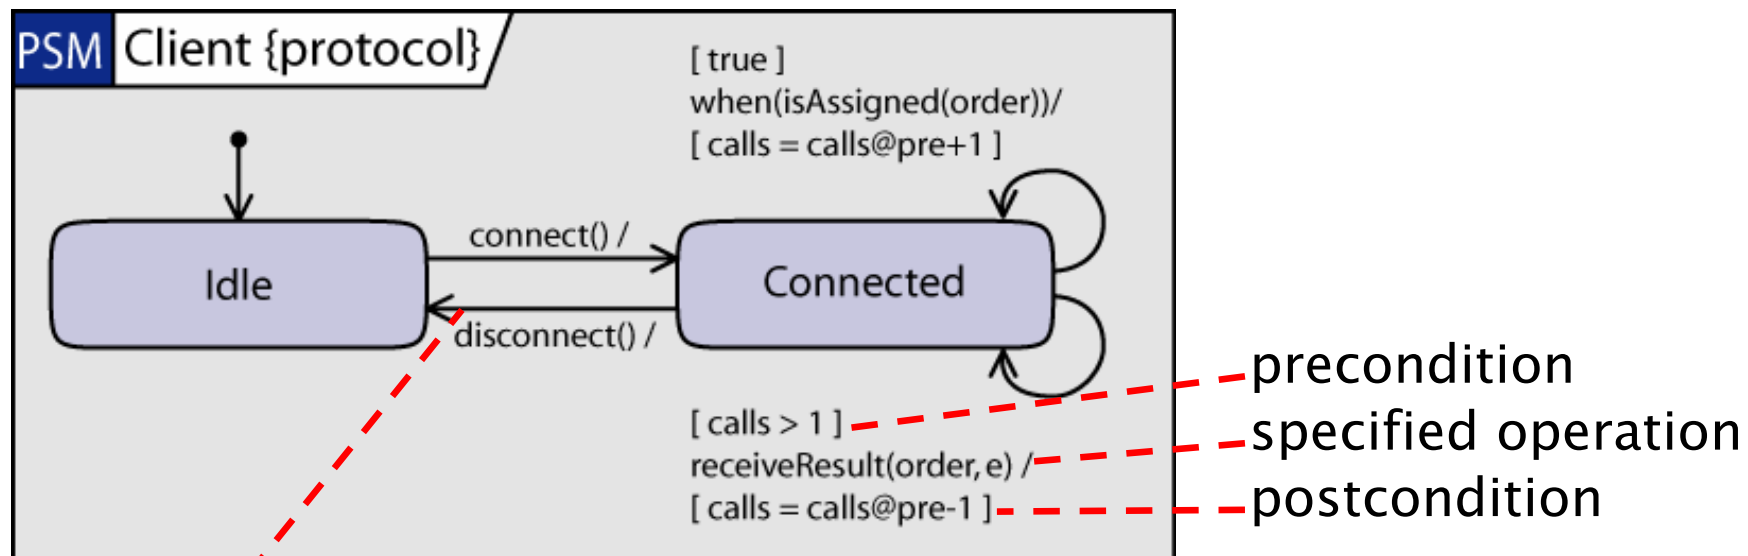 PSM Client {protocol}
[ true ]
when(isAssigned(order))/
[ calls = calls@pre+1 ]
connect() /
Idle
Connected
disconnect() /
precondition
[ calls > 1 ]
specified operation
receiveResult(order, e) /
postcondition
[ calls = calls@pre-1 ]